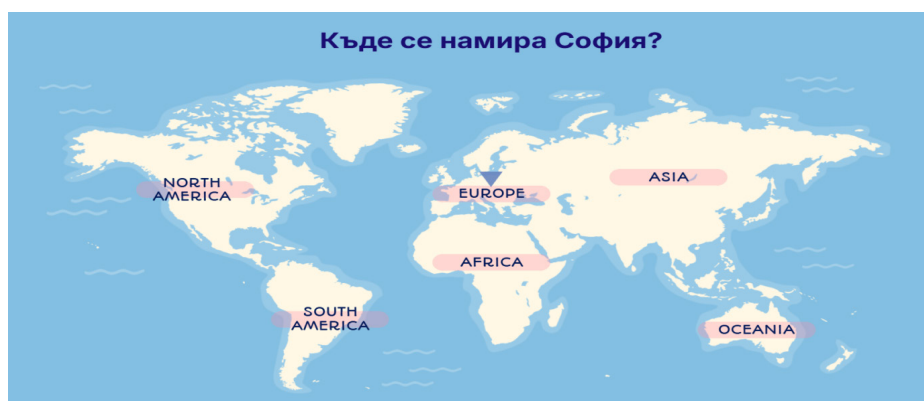 Къде се намира София?
NORTH
AMERICA
EUROPE
ASIA
AFRICA
SOUTH
AMERICA
OCEANIA